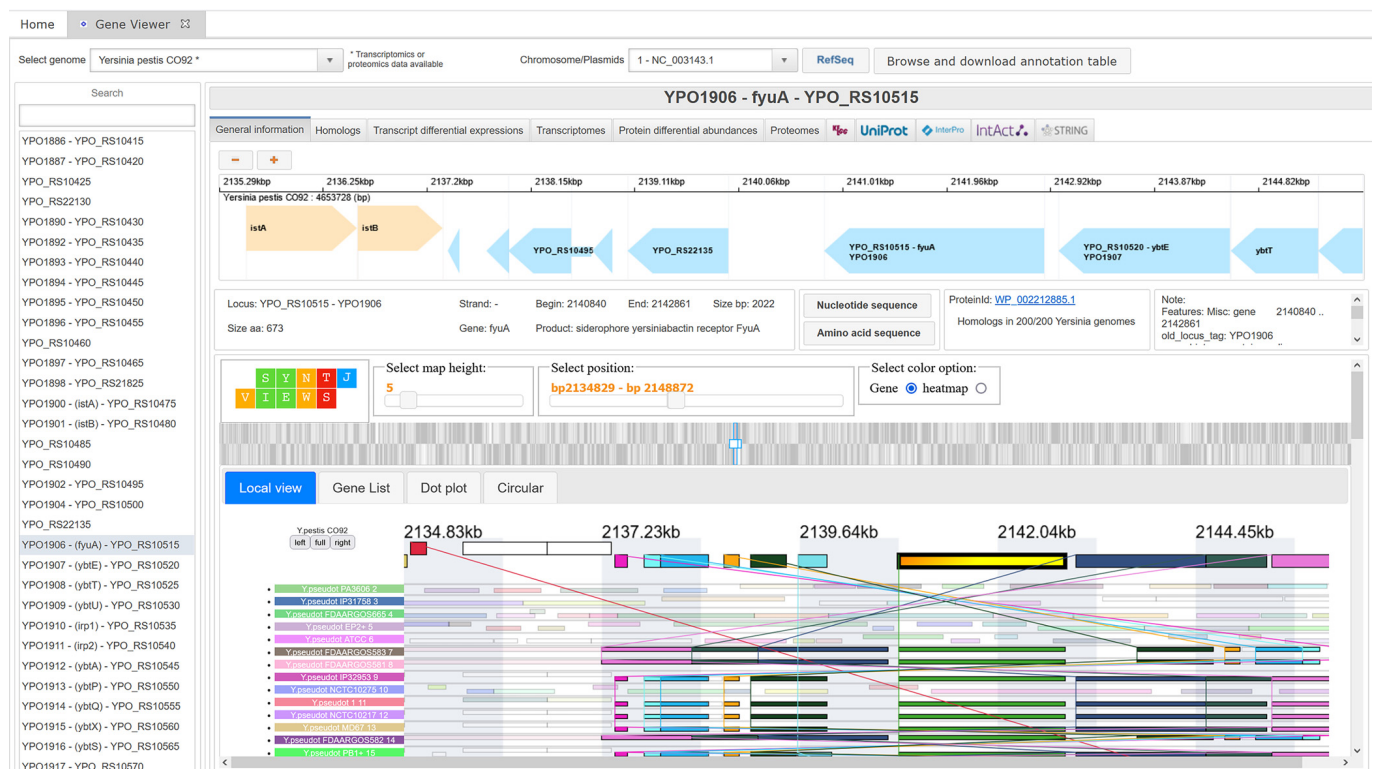 Home
Gene Viewer
Select genome Yersinia pestis CO92 * * Transcriptomics or proteomics data available Chromosome/Plasmids 1 - NC_003143.1 RefSeq Browse and download annotation table
Search
YPO1886 - YPO_RS10415
YPO1887 - YPO_RS10420
YPO_RS10425
YPO_RS22130
YPO1890 - YPO_RS10430
YPO1892 - YPO_RS10435
YPO1893 - YPO_RS10440
YPO1894 - YPO_RS10445
YPO1895 - YPO_RS10450
YPO1896 - YPO_RS10455
YPO_RS10460
YPO1897 - YPO_RS10465
YPO1898 - YPO_RS21825
YPO1900 - (istA) - YPO_RS10475
YPO1901 - (istB) - YPO_RS10480
YPO_RS10485
YPO_RS10490
YPO1902 - YPO_RS10495
YPO1904 - YPO_RS10500
YPO_RS22135
YPO1906 - (fyuA) - YPO_RS10515
YPO1907 - (ybtE) - YPO_RS10520
YPO1908 - (ybtT) - YPO_RS10525
YPO1909 - (ybtU) - YPO_RS10530
YPO1910 - (irp1) - YPO_RS10535
YPO1911 - (irp2) - YPO_RS10540
YPO1912 - (ybtA) - YPO_RS10545
YPO1913 - (ybtP) - YPO_RS10550
YPO1914 - (ybtQ) - YPO_RS10555
YPO1915 - (ybtX) - YPO_RS10560
YPO1916 - (ybtS) - YPO_RS10565
YPO1917 - YPO_RS10570
YPO1906 - fyuA - YPO_RS10515
General information Homologs Transcript differential expressions Transcriptomes Protein differential abundances Proteomes Kegg UniProt InterPro IntAct STRING
- +
2135.29kbp 2136.25kbp 2137.2kbp 2138.15kbp 2139.11kbp 2140.06kbp 2141.01kbp 2141.96kbp 2142.92kbp 2143.87kbp 2144.82kbp
Yersinia pestis CO92 : 4653728 (bp)
istA istB YPO_RS10495 YPO_RS22135 YPO_RS10515 - fyuA YPO_RS10520 - ybtE ybtT
YPO1906 YPO1907
Locus: YPO_RS10515 - YPO1906 Strand: - Begin: 2140840 End: 2142861 Size bp: 2022
Size aa: 673 Gene: fyuA Product: siderophore yersiniabactin receptor FyuA
Nucleotide sequence
Amino acid sequence
ProteinId: WP_002212885.1
Homologs in 200/200 Yersinia genomes
Note:
Features: Misc: gene 2140840 ..
2142861
old_locus_tag: YPO1906
SYNTJ
VIEWS
Select map height:
5
Select position:
bp2134829 - bp 2148872
Select color option:
Gene heatmap
Local view Gene List Dot plot Circular
Y.pestis CO92
left full right
2134.83kb 2137.23kb 2139.64kb 2142.04kb 2144.45kb
Y.pseudot PA3606 2
Y.pseudot IP31758 3
Y.pseudot FDAARGOS665 4
Y.pseudot EP2+ 5
Y.pseudot ATCC 6
Y.pseudot FDAARGOS583 7
Y.pseudot FDAARGOS581 8
Y.pseudot IP32953 9
Y.pseudot NCTC10275 10
Y.pseudot 1 11
Y.pseudot NCTC10217 12
Y.pseudot MD67 13
Y.pseudot FDAARGOS582 14
Y.pseudot PB1+ 15